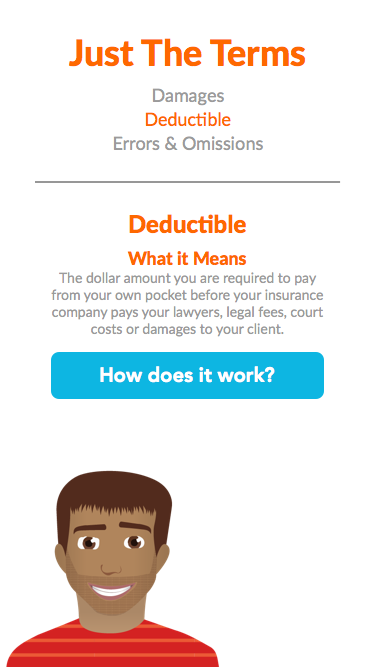 Just The Terms
Damages
Deductible
Errors & Omissions
Deductible
What it Means
The dollar amount you are required to pay
from your own pocket before your insurance
company pays your lawyers, legal fees, court
costs or damages to your client.
How does it work?